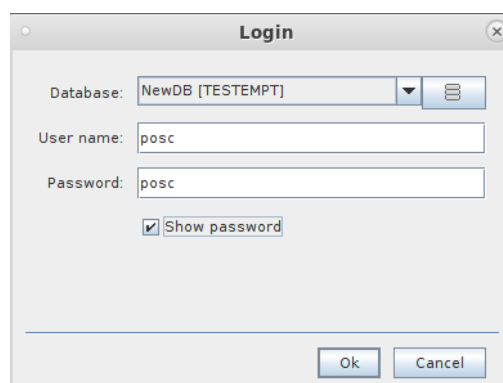 Login
Database: NewDB [TESTEMPT]
User name: posc
Password: posc
Show password
Ok Cancel